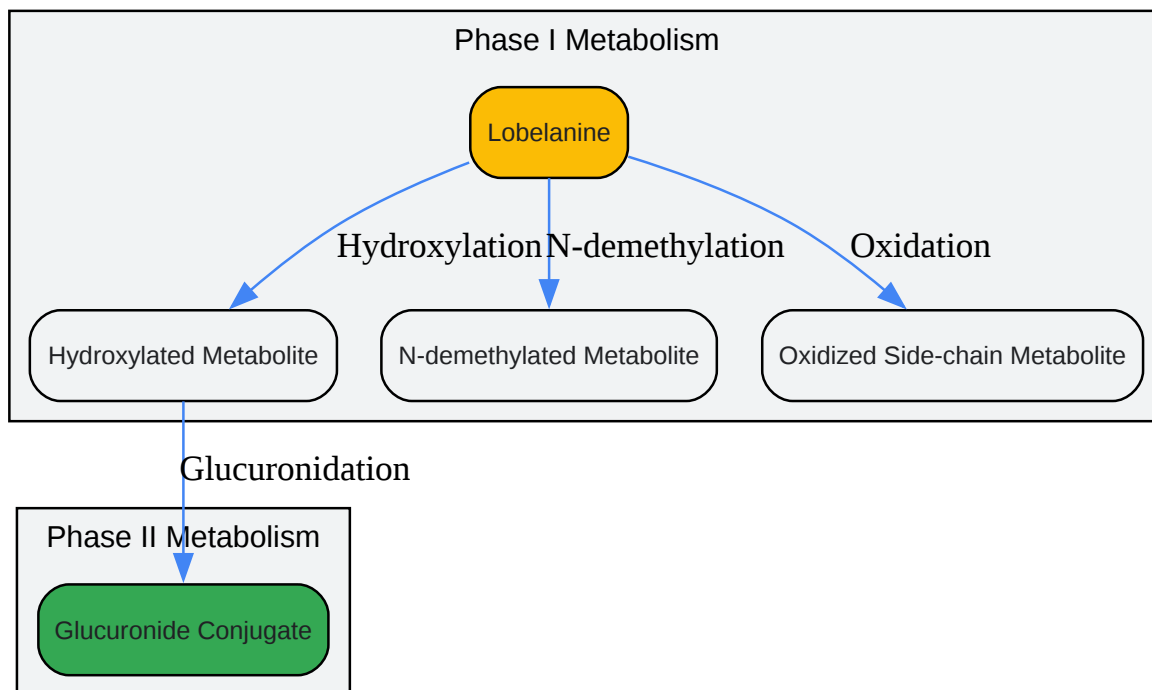 Phase I Metabolism
Lobelanine
Hydroxylation
N-demethylation
Oxidation
Hydroxylated Metabolite
N-demethylated Metabolite
Oxidized Side-chain Metabolite
Glucuronidation
Phase II Metabolism
Glucuronide Conjugate